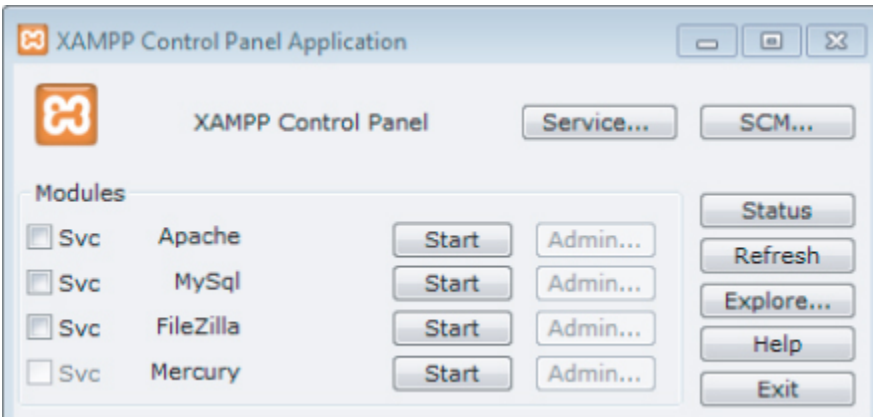 XAMPP Control Panel Application
XAMPP Control Panel Service... SCM...
Modules
Svc Apache Start Admin...
Svc MySql Start Admin...
Svc FileZilla Start Admin...
Svc Mercury Start Admin...
Status
Refresh
Explore...
Help
Exit